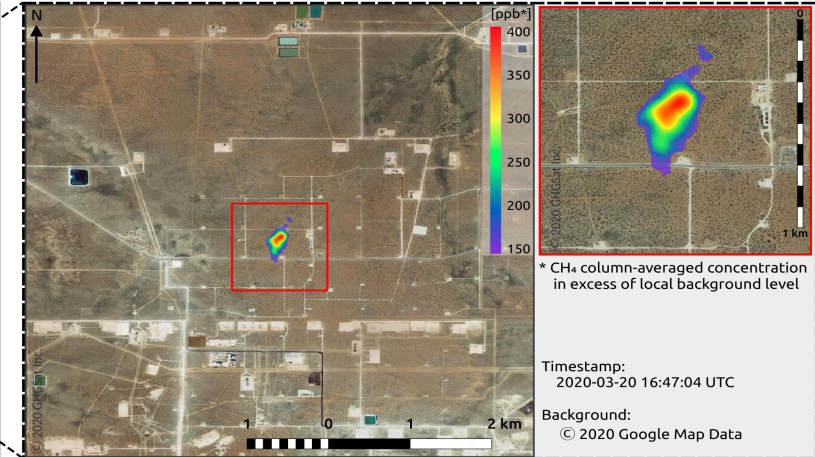 N
[ppb*]
400
350
300
250
200
150
© 2020 GHGSat Inc.
1 0 1 2 km
0
1 km
© 2020 GHGSat Inc.
* CH₄ column-averaged concentration
in excess of local background level
Timestamp:
2020-03-20 16:47:04 UTC
Background:
© 2020 Google Map Data